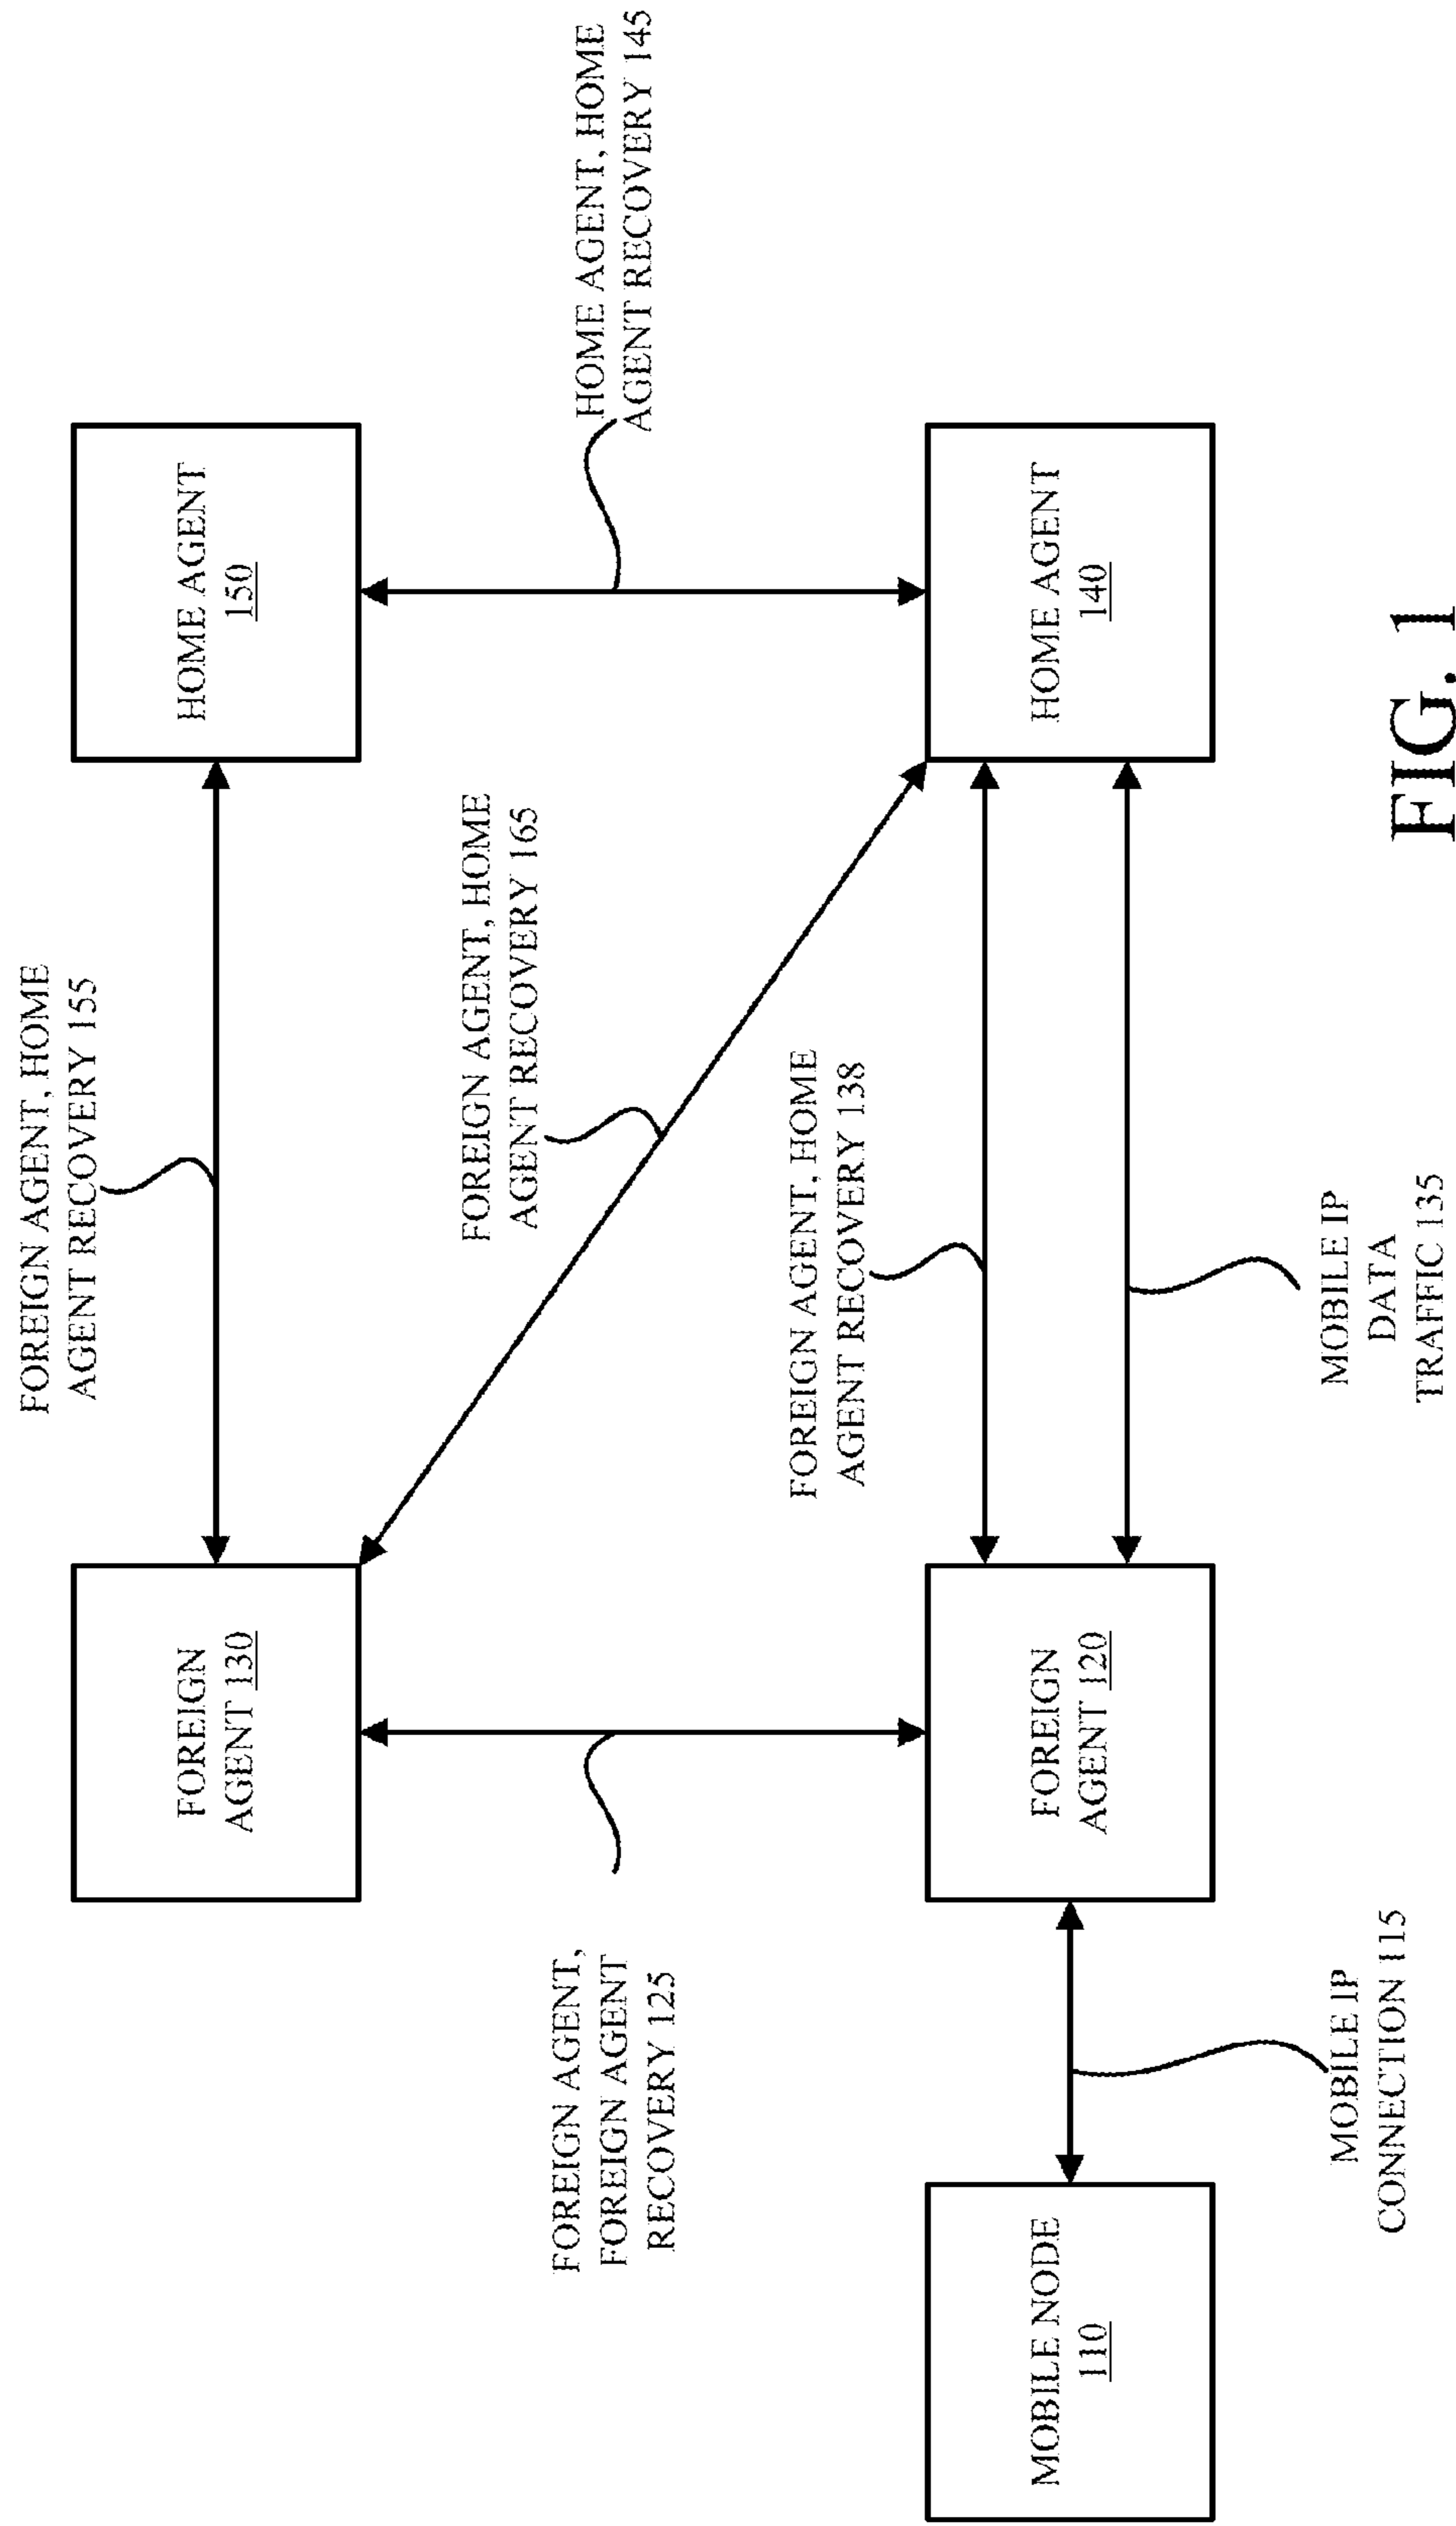 FOREIGN AGENT, HOME
AGENT RECOVERY 155
FOREIGN
AGENT 130
HOME AGENT
150
FOREIGN AGENT, HOME
AGENT RECOVERY 165
FOREIGN AGENT,
FOREIGN AGENT
RECOVERY 125
HOME AGENT, HOME
AGENT RECOVERY 145
FOREIGN AGENT, HOME
AGENT RECOVERY 138
MOBILE NODE
110
FOREIGN
AGENT 120
HOME AGENT
140
MOBILE IP
CONNECTION 115
MOBILE IP
DATA
TRAFFIC 135
FIG. 1